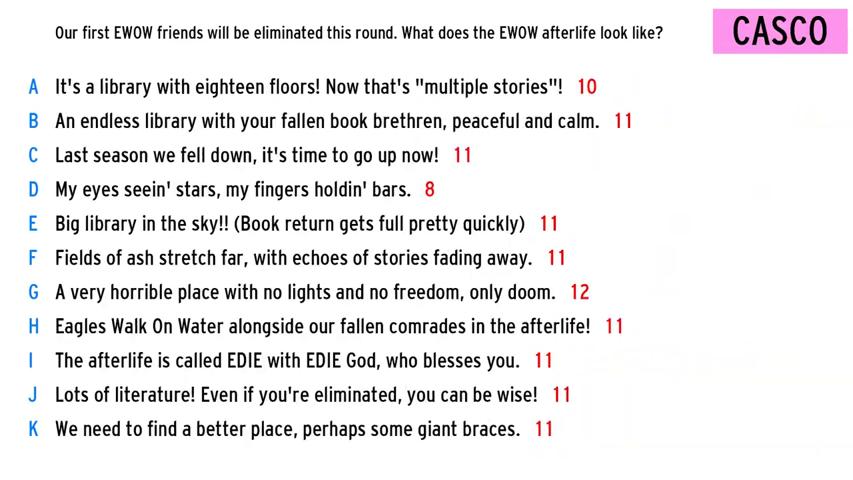 Our first EWOW friends will be eliminated this round. What does the EWOW afterlife look like?
CASCO
A It's a library with eighteen floors! Now that's "multiple stories"! 10
B An endless library with your fallen book brethren, peaceful and calm. 11
C Last season we fell down, it's time to go up now! 11
D My eyes seein' stars, my fingers holdin' bars. 8
E Big library in the sky!! (Book return gets full pretty quickly) 11
F Fields of ash stretch far, with echoes of stories fading away. 11
G A very horrible place with no lights and no freedom, only doom. 12
H Eagles Walk On Water alongside our fallen comrades in the afterlife! 11
I The afterlife is called EDIE with EDIE God, who blesses you. 11
J Lots of literature! Even if you're eliminated, you can be wise! 11
K We need to find a better place, perhaps some giant braces. 11